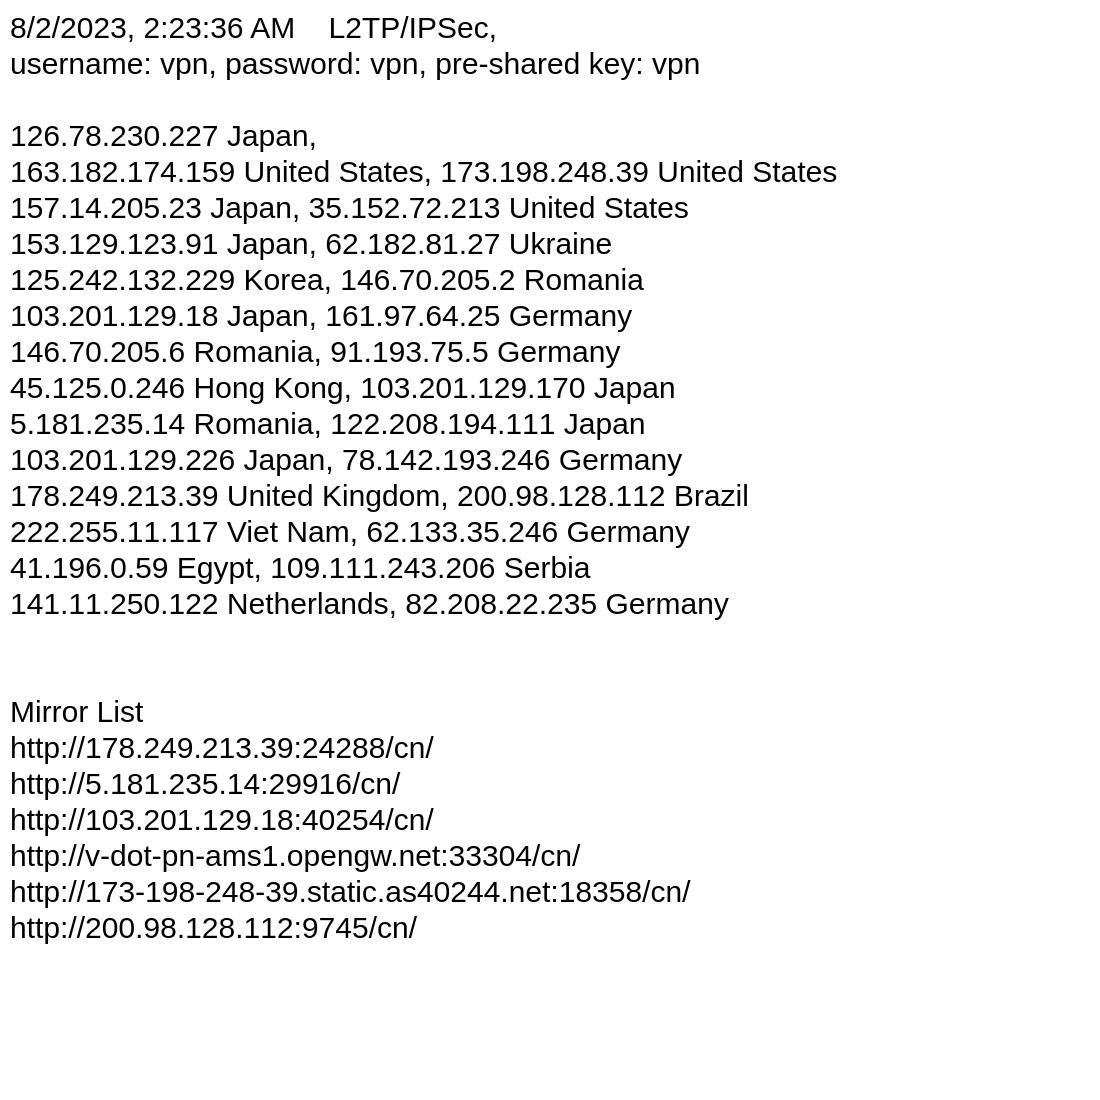 8/2/2023, 2:23:36 AM    L2TP/IPSec,
username: vpn, password: vpn, pre-shared key: vpn
126.78.230.227 Japan,
163.182.174.159 United States, 173.198.248.39 United States
157.14.205.23 Japan, 35.152.72.213 United States
153.129.123.91 Japan, 62.182.81.27 Ukraine
125.242.132.229 Korea, 146.70.205.2 Romania
103.201.129.18 Japan, 161.97.64.25 Germany
146.70.205.6 Romania, 91.193.75.5 Germany
45.125.0.246 Hong Kong, 103.201.129.170 Japan
5.181.235.14 Romania, 122.208.194.111 Japan
103.201.129.226 Japan, 78.142.193.246 Germany
178.249.213.39 United Kingdom, 200.98.128.112 Brazil
222.255.11.117 Viet Nam, 62.133.35.246 Germany
41.196.0.59 Egypt, 109.111.243.206 Serbia
141.11.250.122 Netherlands, 82.208.22.235 Germany
Mirror List
http://178.249.213.39:24288/cn/
http://5.181.235.14:29916/cn/
http://103.201.129.18:40254/cn/
http://v-dot-pn-ams1.opengw.net:33304/cn/
http://173-198-248-39.static.as40244.net:18358/cn/
http://200.98.128.112:9745/cn/